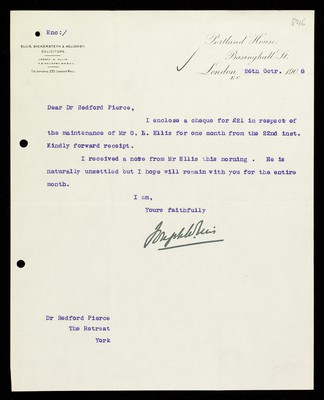 846
Enc:/
Portland House,
Basinghall St.
London, 26th Octr. 1908
E.C.
ELLIS, BICKERSTETH &
SOLICITORS.
Dear Dr Bedford Pierce,
I enclose a cheque for £21 in respect of
the maintenance of Mr O. L. Ellis for one month from the 22nd inst.
Kindly forward receipt.
I received a note from Mr Ellis this morning . He is
naturally unsettled but I hope will remain with you for the entire
month.
I am,
Yours faithfully
Dr Bedford Pierce
The Retreat
York